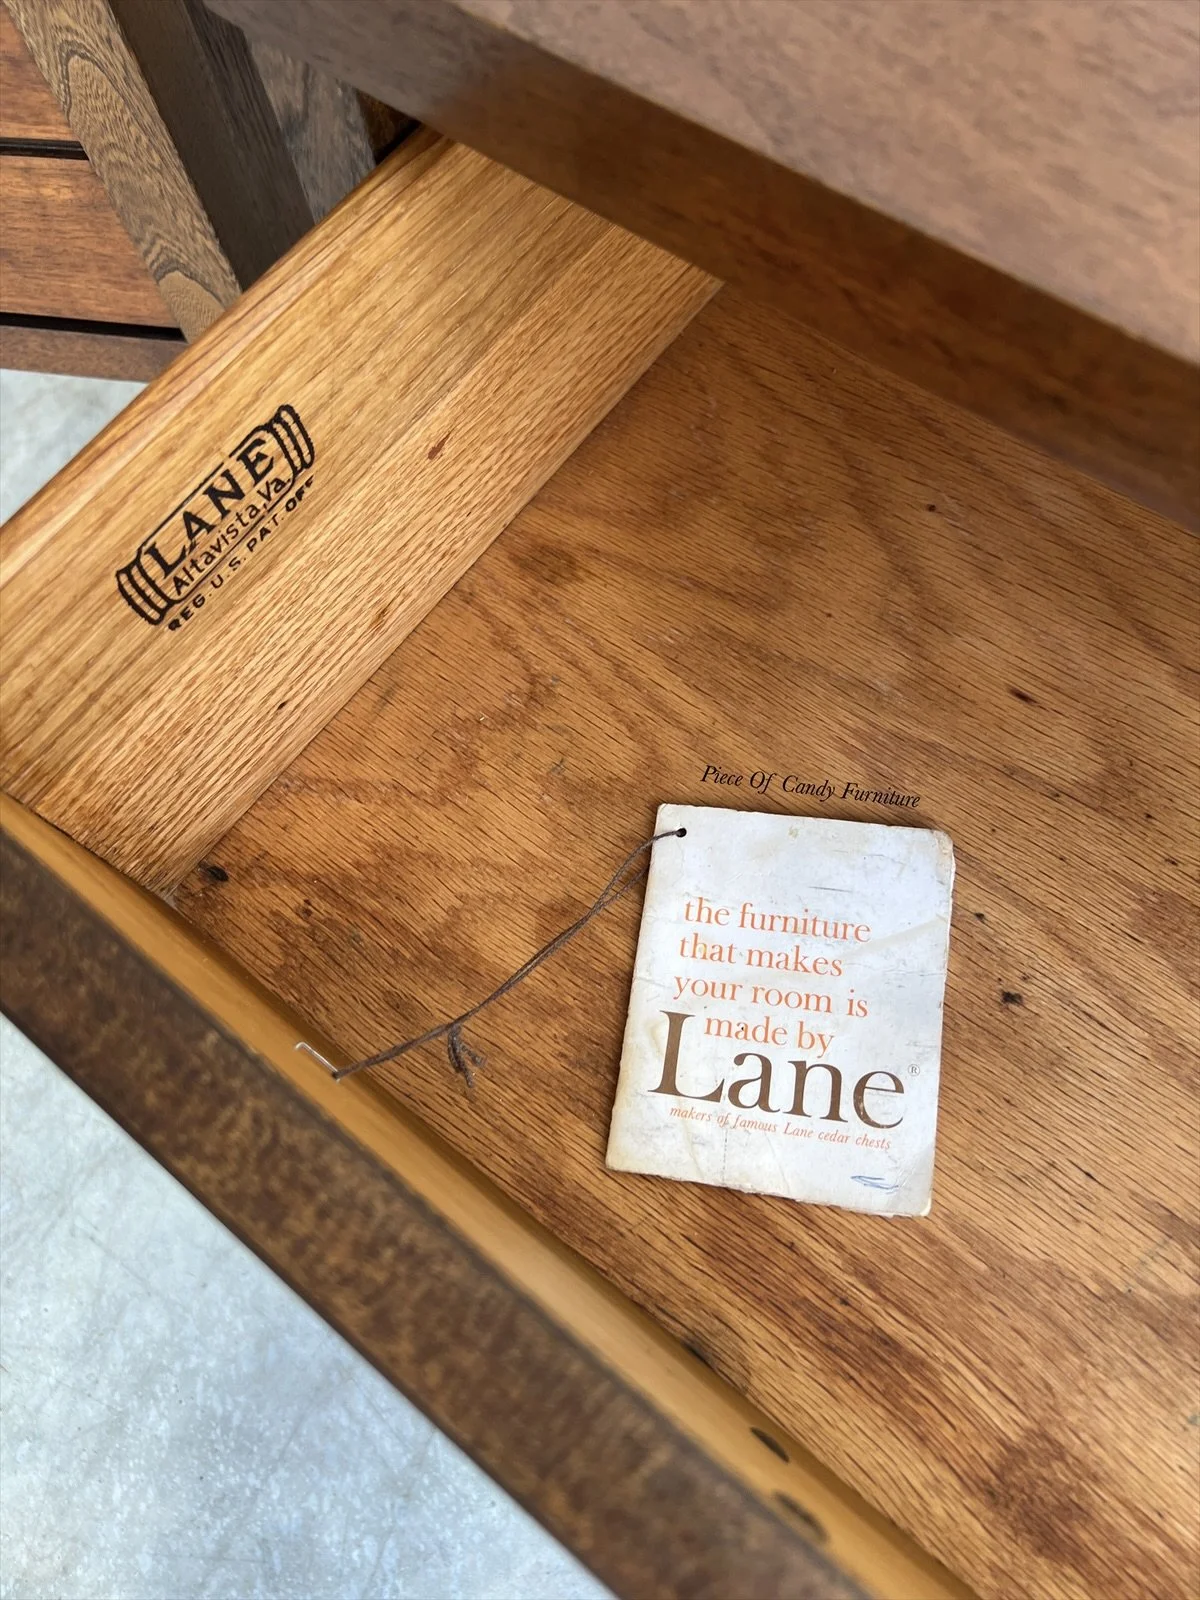 LANE
Altavista, Va.
REG. U.S. PAT. OFF.
Piece Of Candy Furniture
the furniture
that makes
your room is
made by
Lane®
makers of famous Lane cedar chests